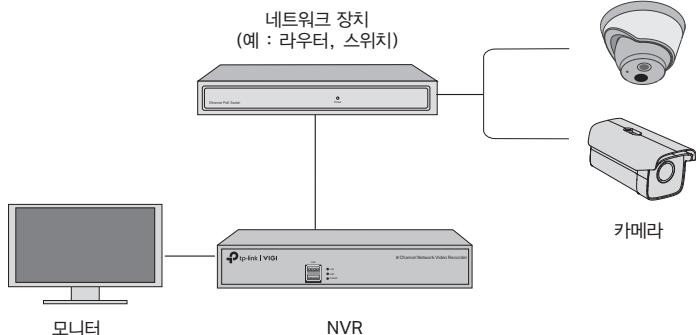 네트워크 장치
(예 : 라우터, 스위치)
Ethernet PoE Switch
카메라
tp-link | VIGI
8 Channel Network Video Recorder
모니터
NVR